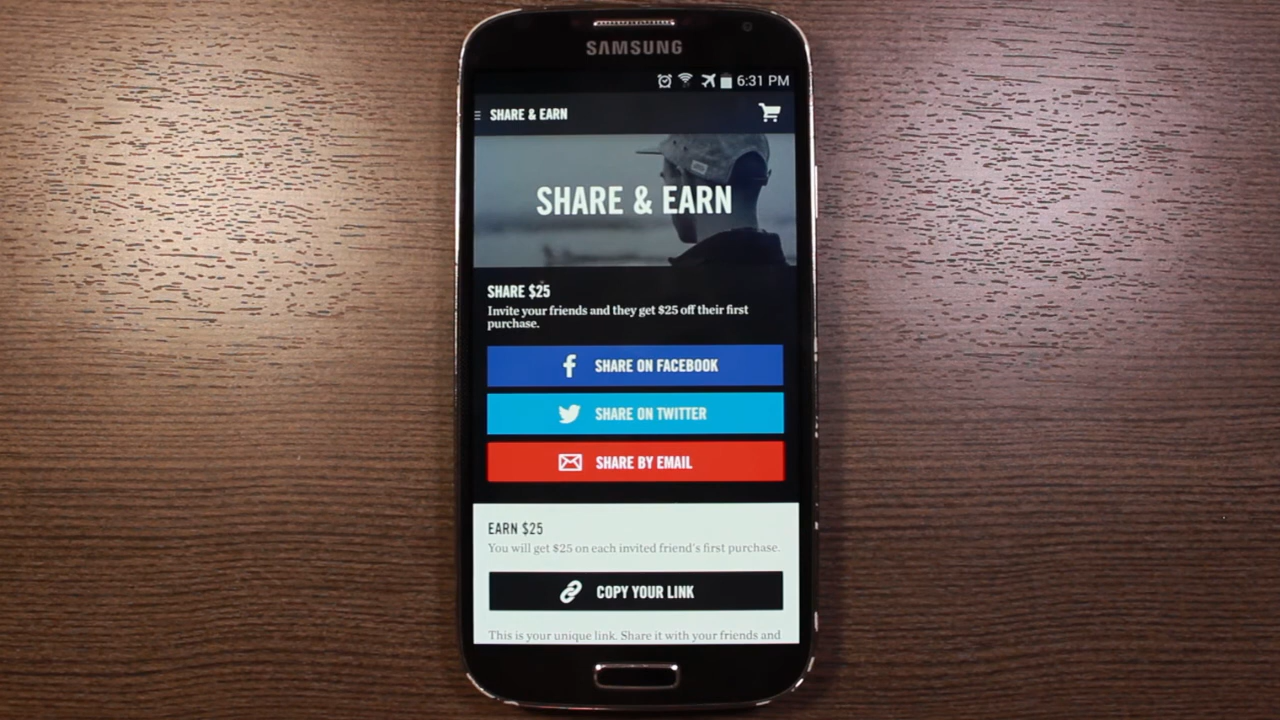 SAMSUNG
6:31 PM
SHARE & EARN
SHARE & EARN
SHARE $25
Invite your friends and they get $25 off their first
purchase.
SHARE ON FACEBOOK
SHARE ON TWITTER
SHARE BY EMAIL
EARN $25
You will get $25 on each invited friend's first purchase.
COPY YOUR LINK
This is your unique link. Share it with your friends and